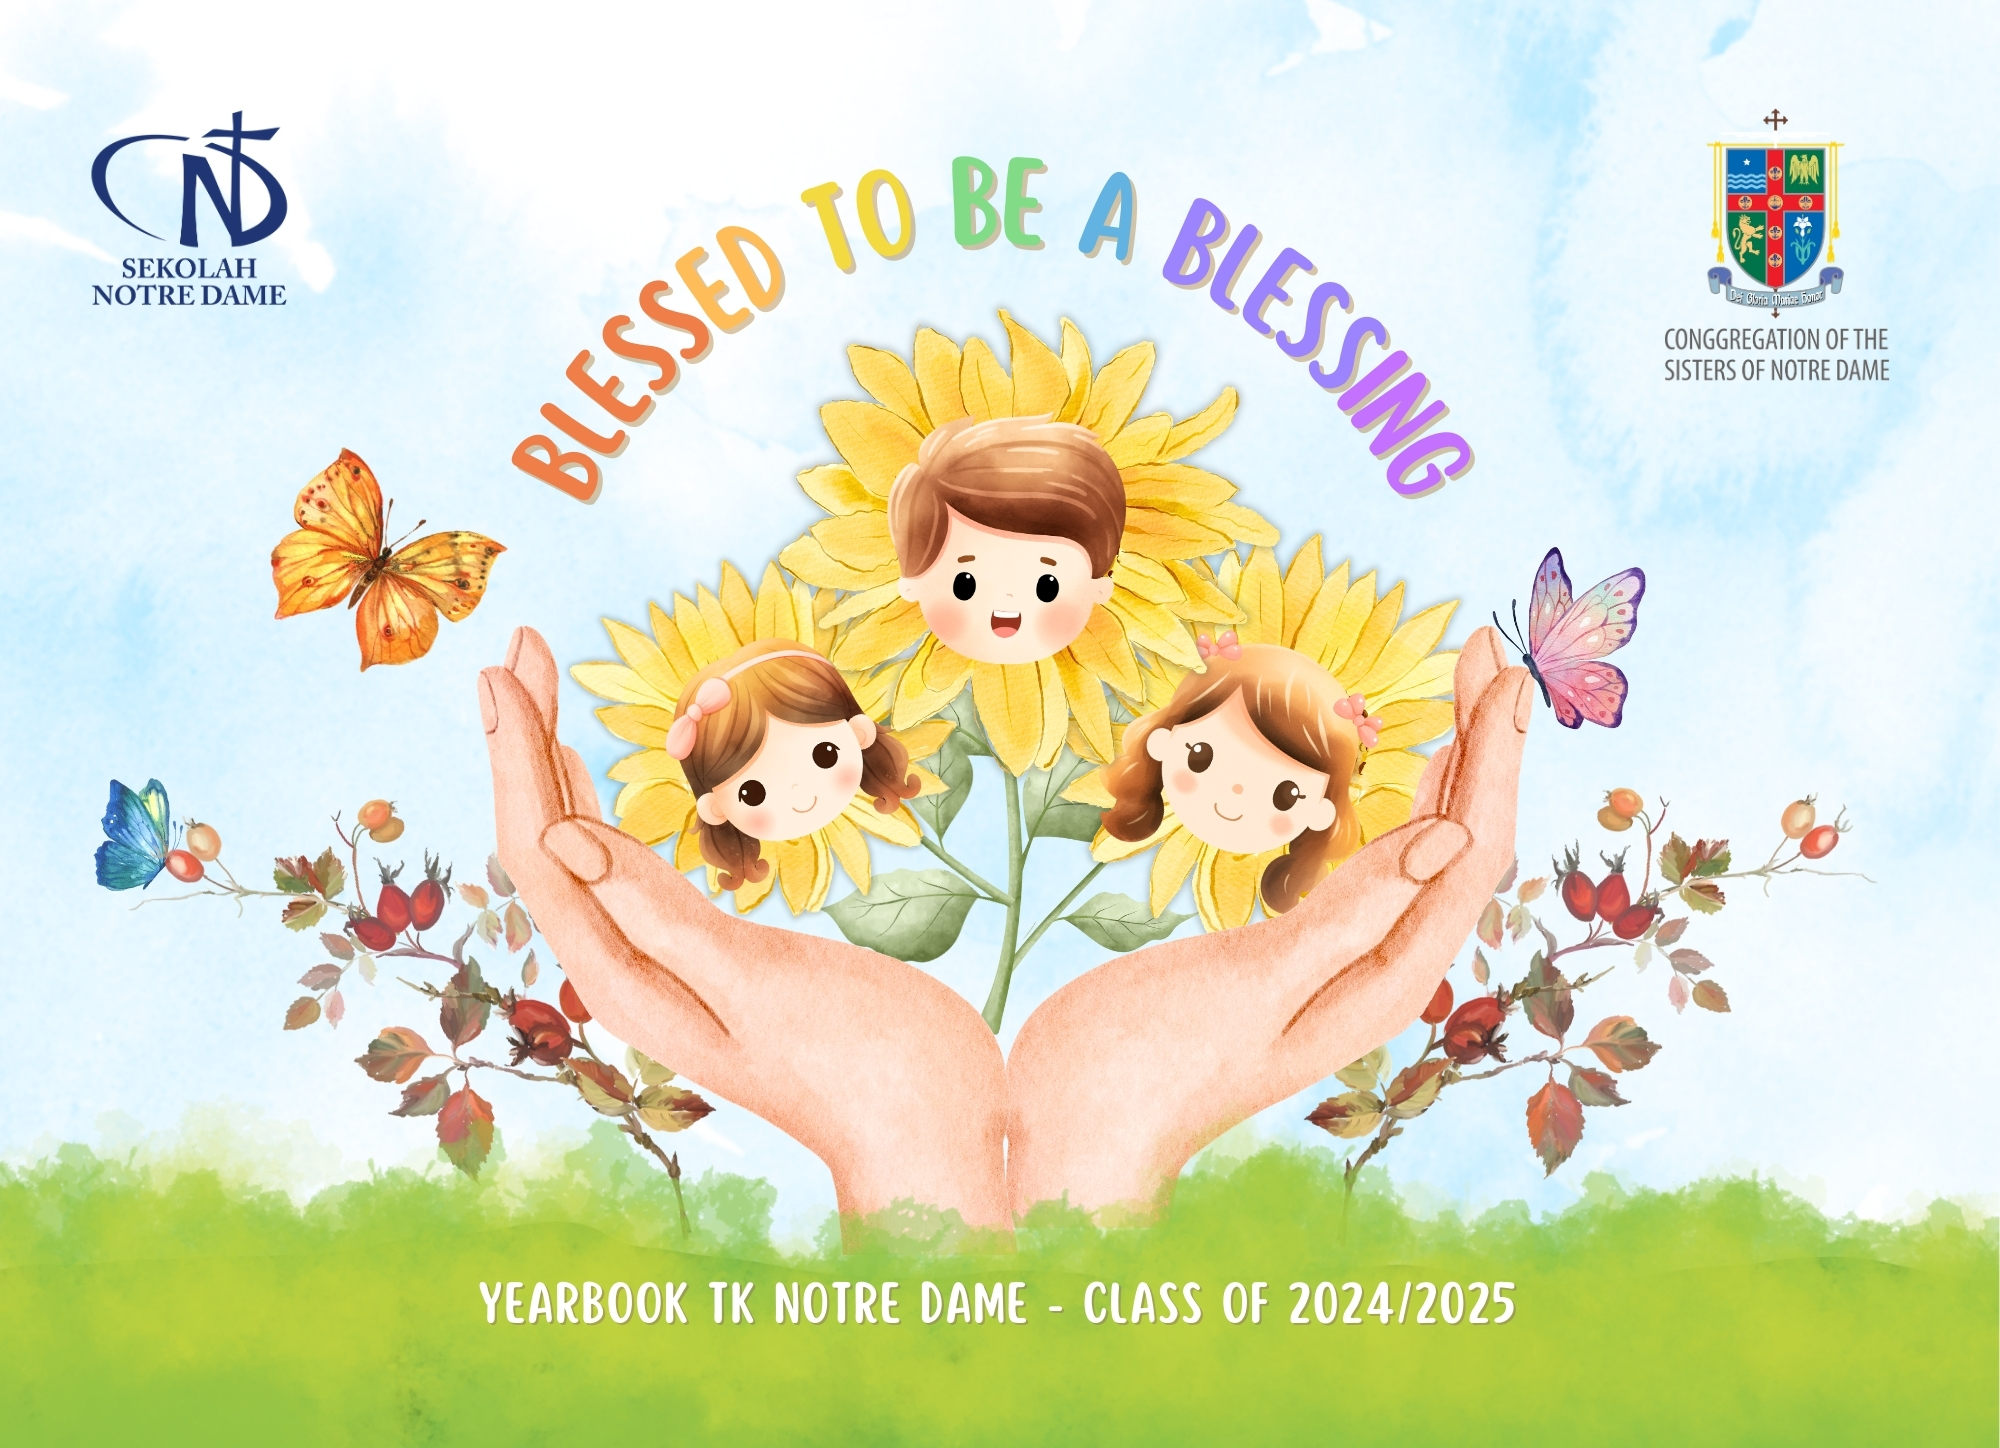 SEKOLAH
NOTRE DAME
BLESSED TO BE A BLESSING
Dei Gloria Mariae Honor
CONGGREGATION OF THE
SISTERS OF NOTRE DAME
YEARBOOK TK NOTRE DAME - CLASS OF 2024/2025